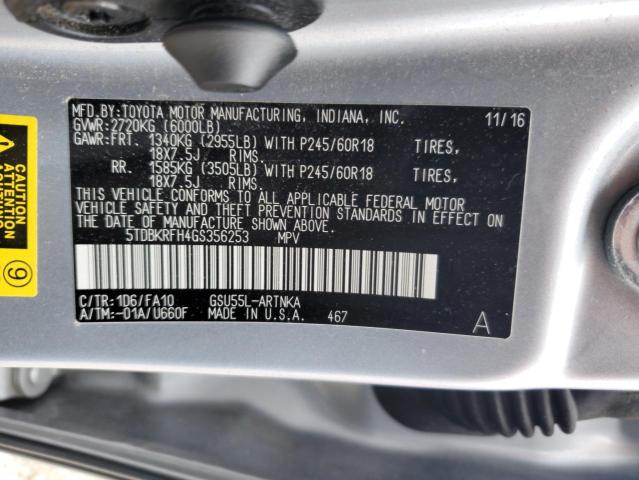 MFD.BY:TOYOTA MOTOR MANUFACTURING, INDIANA, INC. 11/16
GVWR:2720KG (6000LB)
GAWR:FRT. 1340KG (2955LB) WITH P245/60R18 TIRES,
18X7.5J RIMS.
RR. 1585KG (3505LB) WITH P245/60R18 TIRES,
18X7.5J RIMS.
THIS VEHICLE CONFORMS TO ALL APPLICABLE FEDERAL MOTOR
VEHICLE SAFETY AND THEFT PREVENTION STANDARDS IN EFFECT ON
THE DATE OF MANUFACTURE SHOWN ABOVE.
5TDBKRFH4GS356253 MPV
C/TR:1D6/FA10 GSU55L-ARTNKA
A/TM:-01A/U660F MADE IN U.S.A. 467 A
9